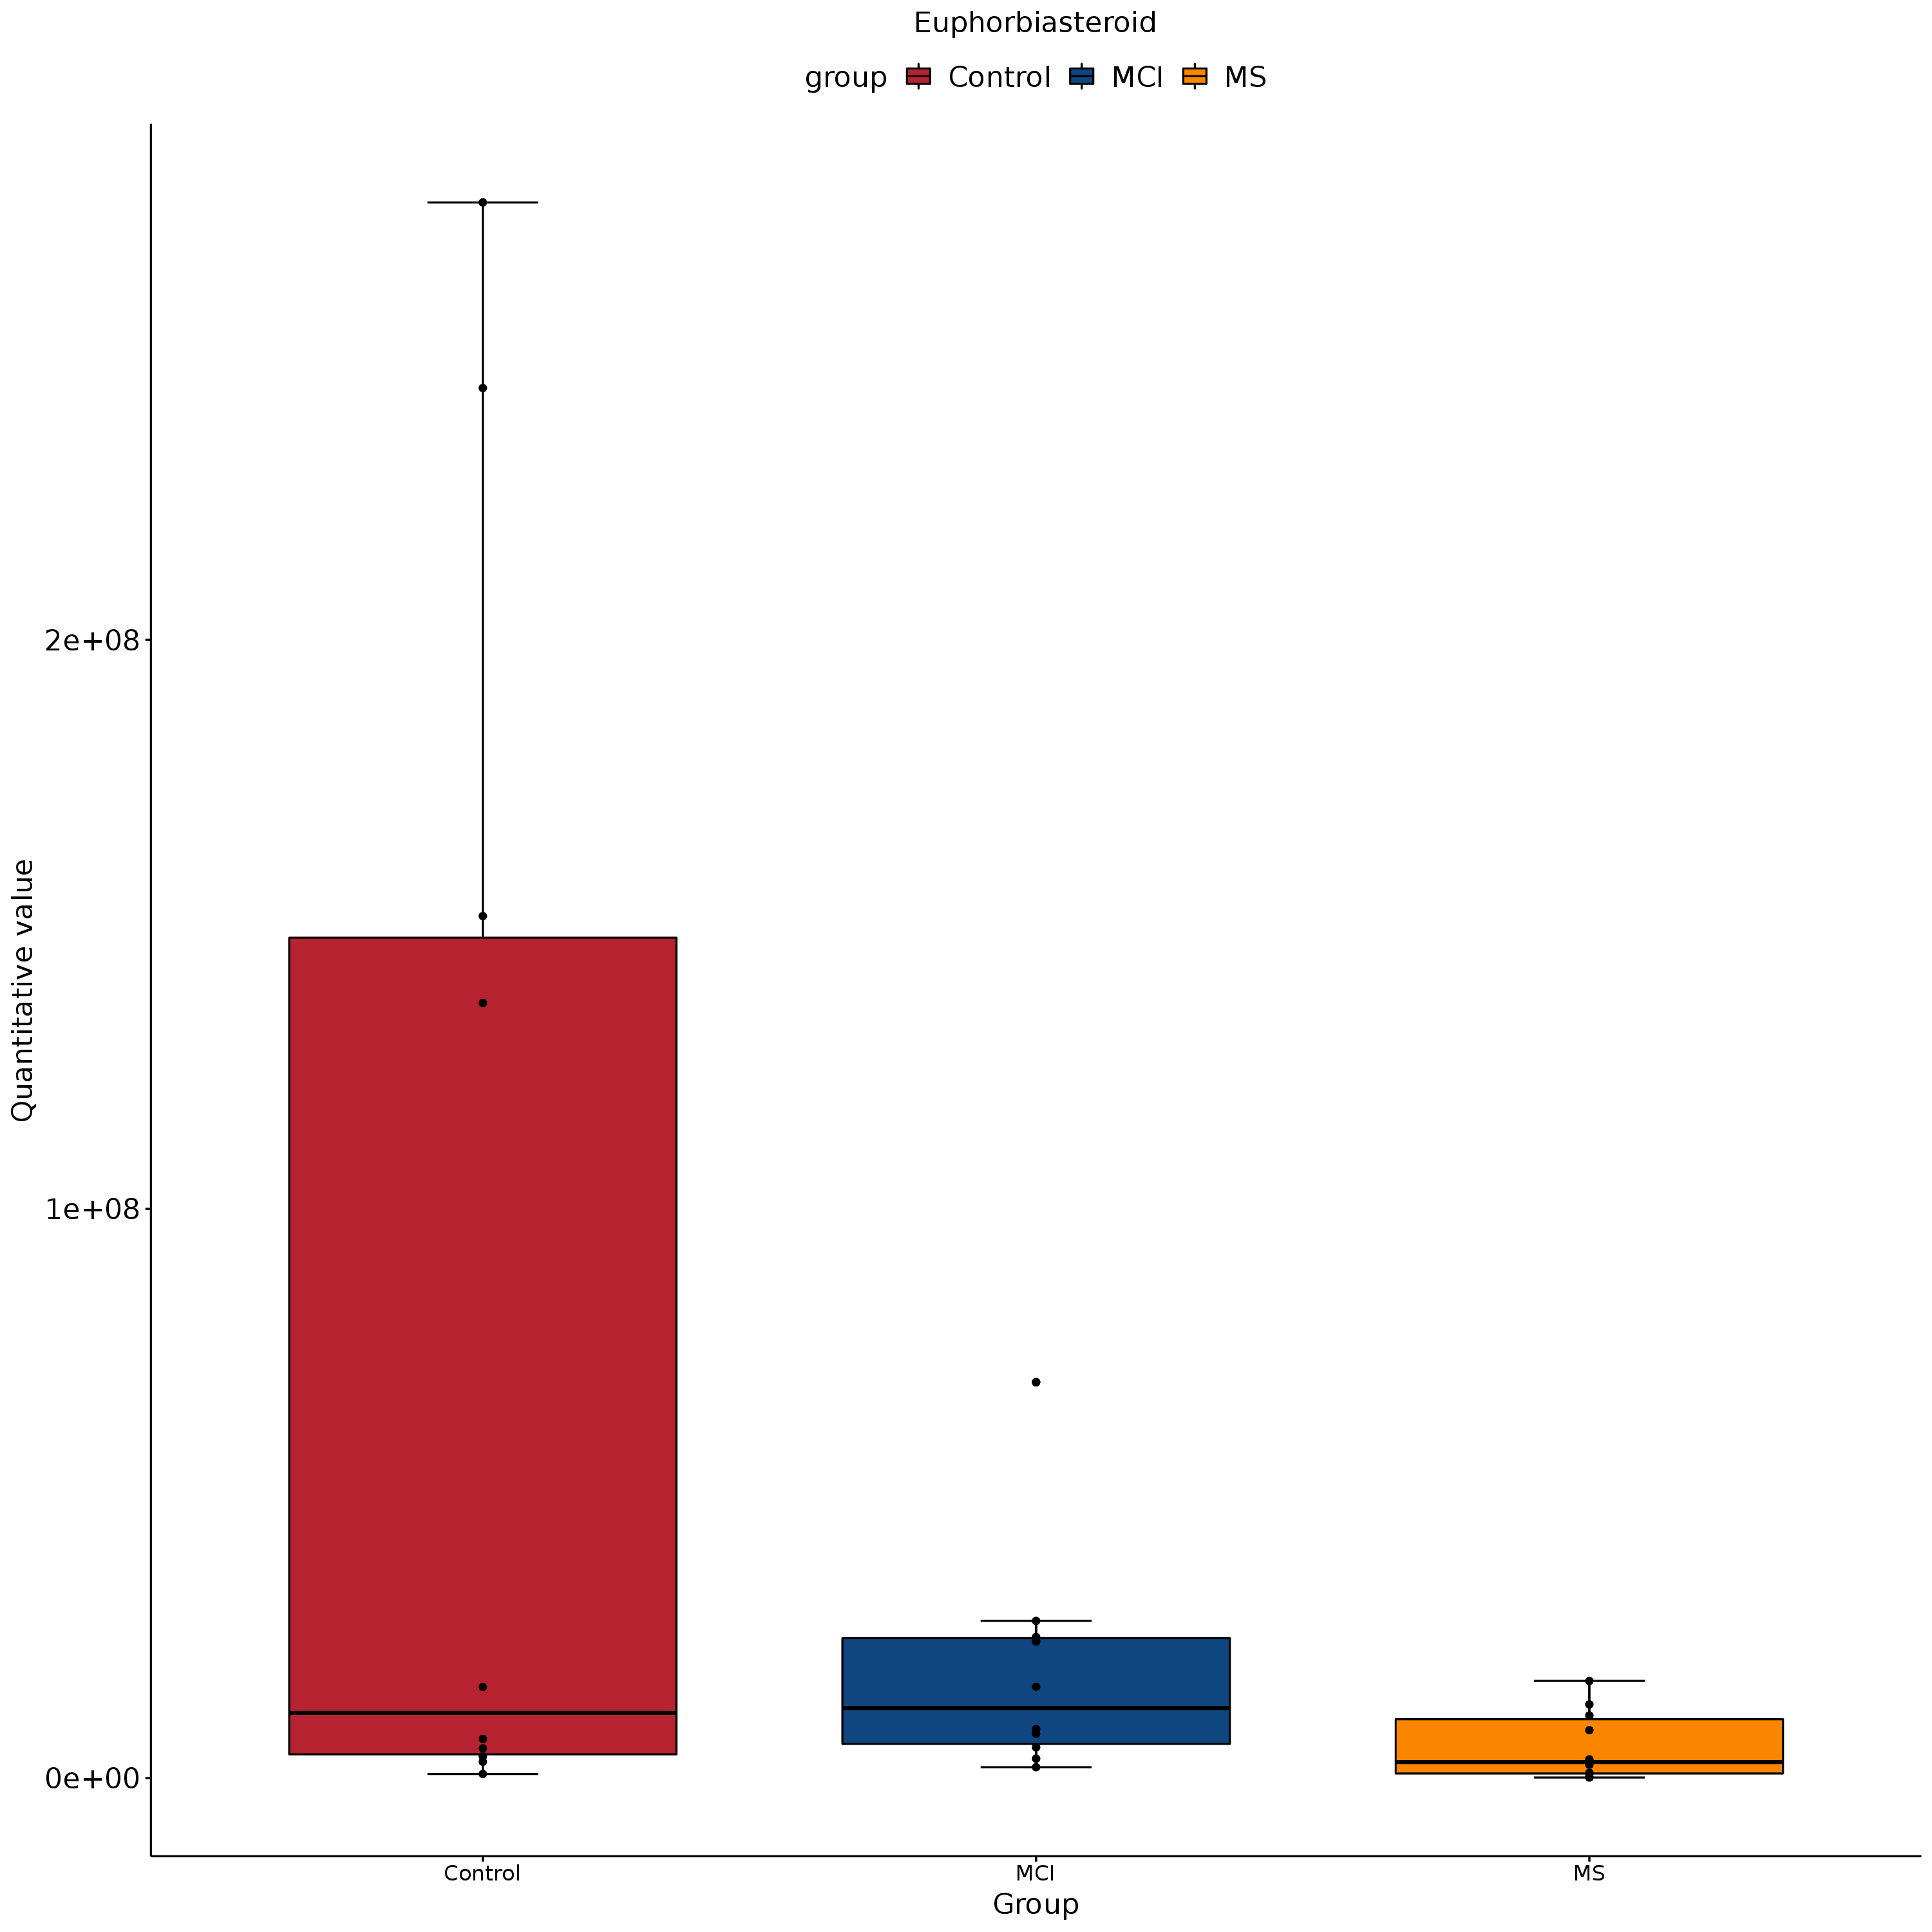 Euphorbiasteroid
group Control MCI MS
Quantitative value
2e+08
1e+08
0e+00
Control MCI MS
Group